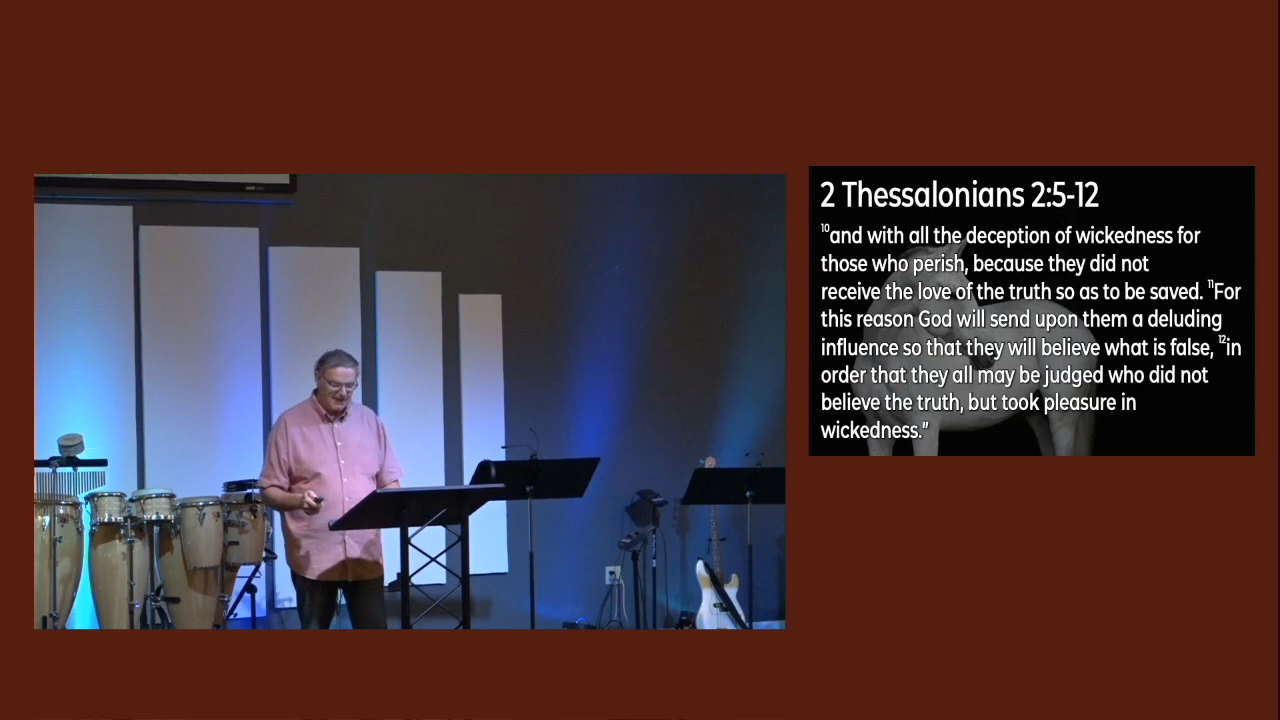 2 Thessalonians 2:5-12
¹⁰and with all the deception of wickedness for
those who perish, because they did not
receive the love of the truth so as to be saved. ¹¹For
this reason God will send upon them a deluding
influence so that they will believe what is false, ¹²in
order that they all may be judged who did not
believe the truth, but took pleasure in
wickedness.”